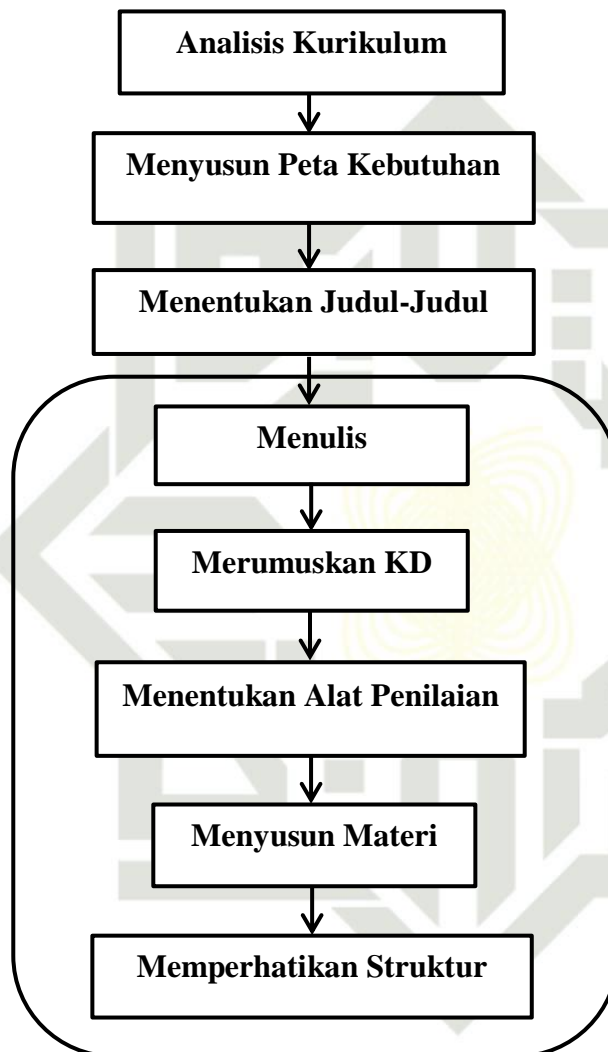 Analisis Kurikulum
Menyusun Peta Kebutuhan
Menentukan Judul-Judul
Menulis
Merumuskan KD
Menentukan Alat Penilaian
Menyusun Materi
Memperhatikan Struktur